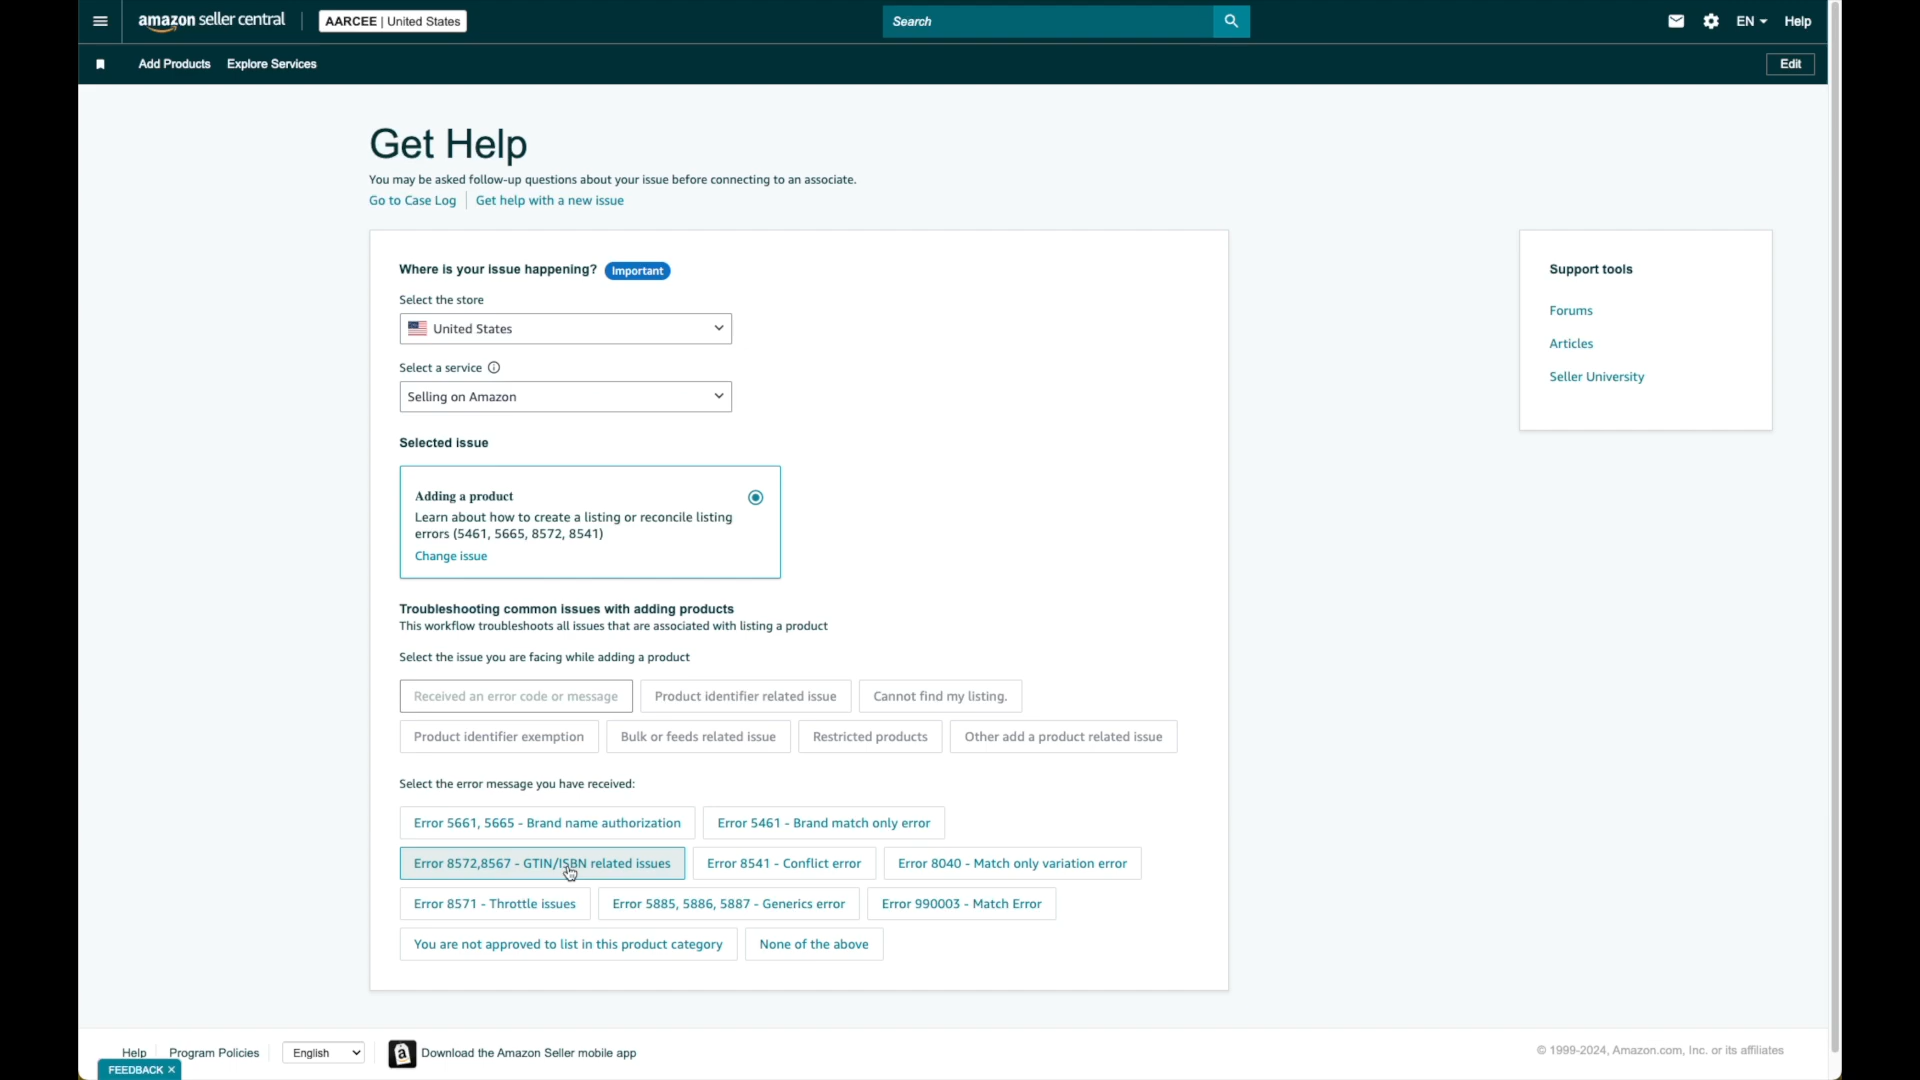 amazon seller central
AARCEE | United States
Search
EN
Help
Add Products
Explore Services
Edit
Get Help
You may be asked follow-up questions about your issue before connecting to an associate.
Go to Case Log
Get help with a new issue
Where is your issue happening? Important
Select the store
United States
Select a service
Selling on Amazon
Selected issue
Adding a product
Learn about how to create a listing or reconcile listing
errors (5461, 5665, 8572, 8541)
Change issue
Troubleshooting common issues with adding products
This workflow troubleshoots all issues that are associated with listing a product
Select the issue you are facing while adding a product
Received an error code or message
Product identifier related issue
Cannot find my listing.
Product identifier exemption
Bulk or feeds related issue
Restricted products
Other add a product related issue
Select the error message you have received:
Error 5661, 5665 - Brand name authorization
Error 5461 - Brand match only error
Error 8572,8567 - GTIN/ISBN related issues
Error 8541 - Conflict error
Error 8040 - Match only variation error
Error 8571 - Throttle issues
Error 5885, 5886, 5887 - Generics error
Error 990003 - Match Error
You are not approved to list in this product category
None of the above
Support tools
Forums
Articles
Seller University
Help
Program Policies
English
a
Download the Amazon Seller mobile app
© 1999-2024, Amazon.com, Inc. or its affiliates
FEEDBACK ×